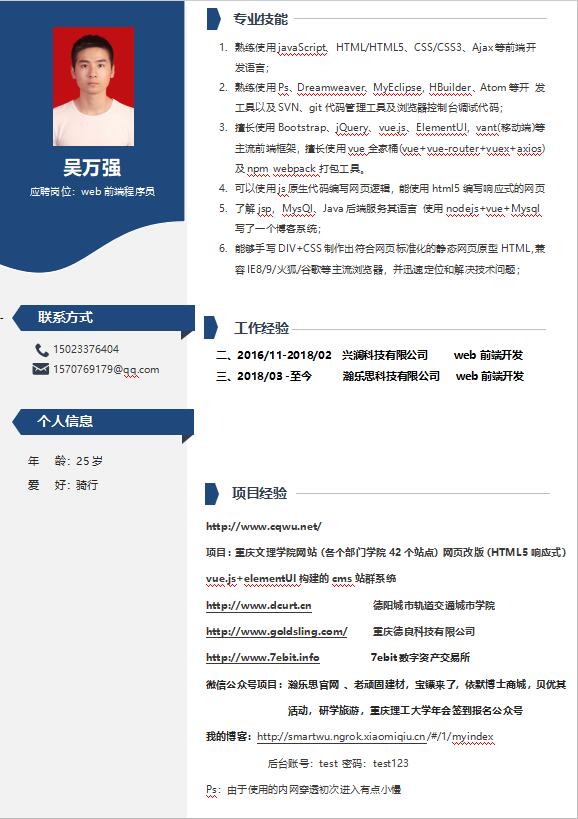 吴万强
应聘岗位：web 前端程序员
联系方式
15023376404
1570769179@qq.com
个人信息
年 龄：25 岁
爱 好：骑行
专业技能
1. 熟练使用 javaScript、HTML/HTML5、CSS/CSS3、Ajax 等前端开
发语言；
2. 熟练使用 Ps、Dreamweaver、MyEclipse, HBuilder、Atom 等开 发
工具以及 SVN、git 代码管理工具及浏览器控制台调试代码；
3. 擅长使用 Bootstrap、jQuery、vue.js、ElementUI，vant(移动端)等
主流前端框架，擅长使用 vue 全家桶(vue+vue-router+vuex+axios)
及 npm webpack 打包工具。
4. 可以使用 js 原生代码编写网页逻辑，能使用 html5 编写响应式的网页
5. 了解 jsp，MysQl、Java 后端服务其语言 使用 nodejs+vue+Mysql
写了一个博客系统；
6. 能够手写 DIV+CSS 制作出符合网页标准化的静态网页原型 HTML,兼
容 IE8/9/火狐/谷歌等主流浏览器，并迅速定位和解决技术问题；
工作经验
二、2016/11-2018/02 兴澜科技有限公司 web 前端开发
三、2018/03 -至今 瀚乐思科技有限公司 web 前端开发
项目经验
http://www.cqwu.net/
项目：重庆文理学院网站（各个部门学院 42 个站点）网页改版（HTML5 响应式）
vue.js+elementUI 构建的 cms 站群系统
http://www.dcurt.cn 德阳城市轨道交通城市学院
http://www.goldsling.com/ 重庆德良科技有限公司
http://www.7ebit.info 7ebit 数字资产交易所
微信公众号项目：瀚乐思官网 、老顽固建材，宝镙来了，依默博士商城，贝优其
活动，研学旅游，重庆理工大学年会签到报名公众号
我的博客：http://smartwu.ngrok.xiaomiqiu.cn/#/1/myindex
后台账号：test 密码：test123
Ps：由于使用的内网穿透初次进入有点小慢